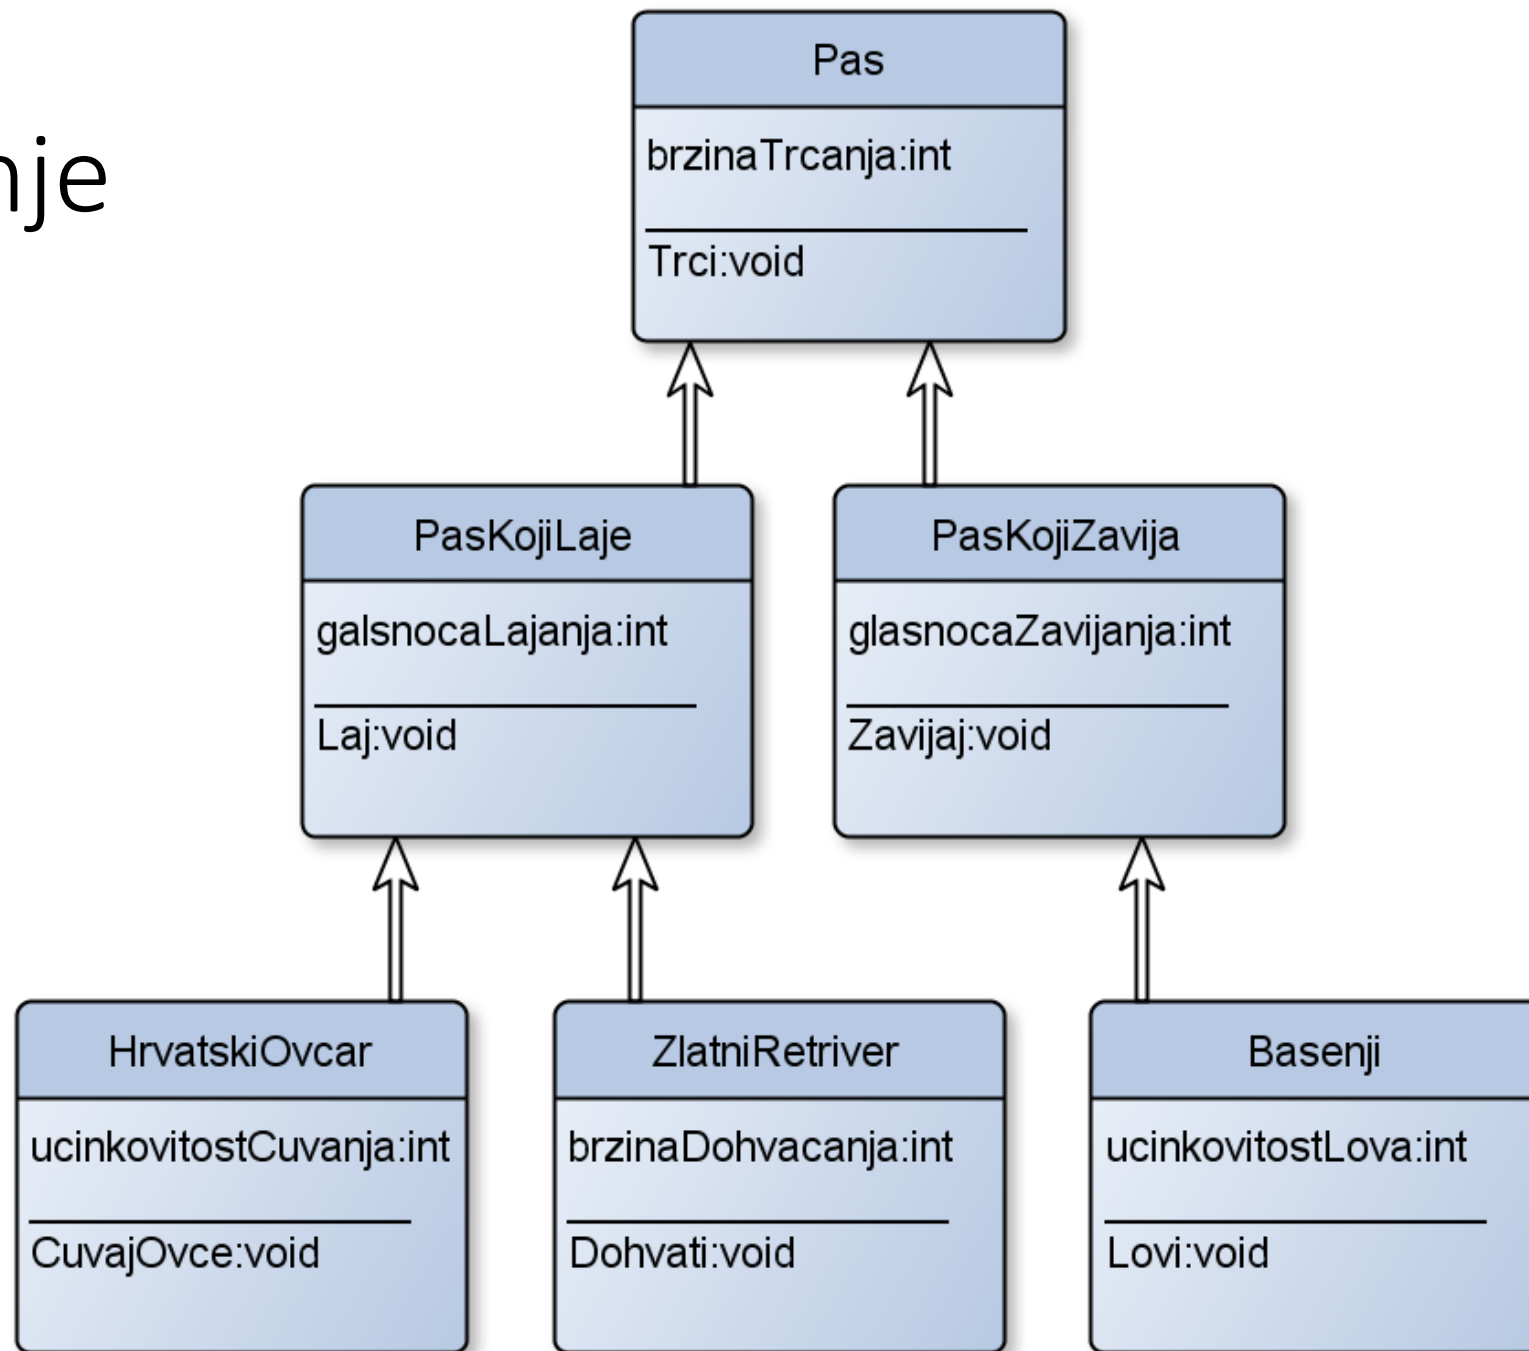 nje
Pas
brzinaTrcanja:int
Trci:void
PasKojiLaje
galsnocaLajanja:int
Laj:void
PasKojiZavija
glasnocaZavijanja:int
Zavijaj:void
HrvatskiOvcar
ucinkovitostCuvanja:int
CuvajOvce:void
ZlatniRetriver
brzinaDohvacanja:int
Dohvati:void
Basenji
ucinkovitostLova:int
Lovi:void